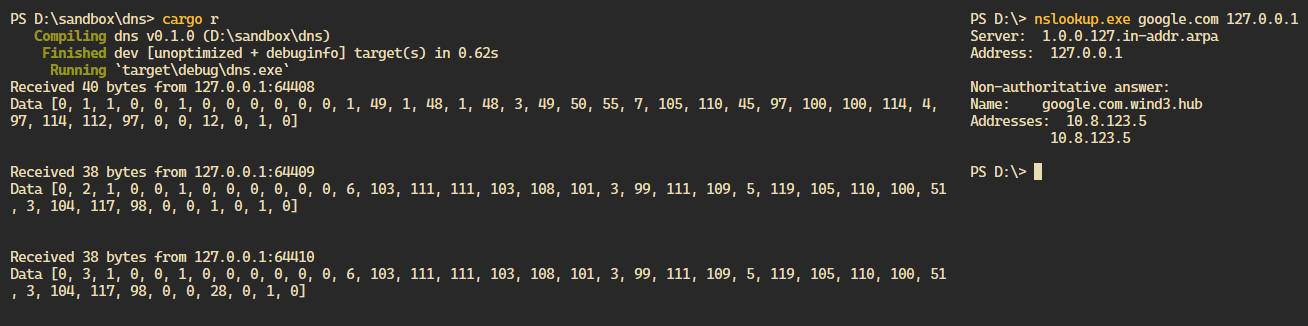 PS D:\sandbox\dns> cargo r
Compiling dns v0.1.0 (D:\sandbox\dns)
Finished dev [unoptimized + debuginfo] target(s) in 0.62s
Running `target\debug\dns.exe`
Received 40 bytes from 127.0.0.1:64408
Data [0, 1, 1, 0, 0, 1, 0, 0, 0, 0, 0, 0, 1, 49, 1, 48, 1, 48, 3, 49, 50, 55, 7, 105, 110, 45, 97, 100, 100, 114, 4,
97, 114, 112, 97, 0, 0, 12, 0, 1, 0]
Received 38 bytes from 127.0.0.1:64409
Data [0, 2, 1, 0, 0, 1, 0, 0, 0, 0, 0, 0, 6, 103, 111, 111, 103, 108, 101, 3, 99, 111, 109, 5, 119, 105, 110, 100, 51
, 3, 104, 117, 98, 0, 0, 1, 0, 1, 0]
Received 38 bytes from 127.0.0.1:64410
Data [0, 3, 1, 0, 0, 1, 0, 0, 0, 0, 0, 0, 6, 103, 111, 111, 103, 108, 101, 3, 99, 111, 109, 5, 119, 105, 110, 100, 51
, 3, 104, 117, 98, 0, 0, 28, 0, 1, 0]
PS D:\> nslookup.exe google.com 127.0.0.1
Server:  1.0.0.127.in-addr.arpa
Address:  127.0.0.1
Non-authoritative answer:
Name:    google.com.wind3.hub
Addresses:  10.8.123.5
10.8.123.5
PS D:\>